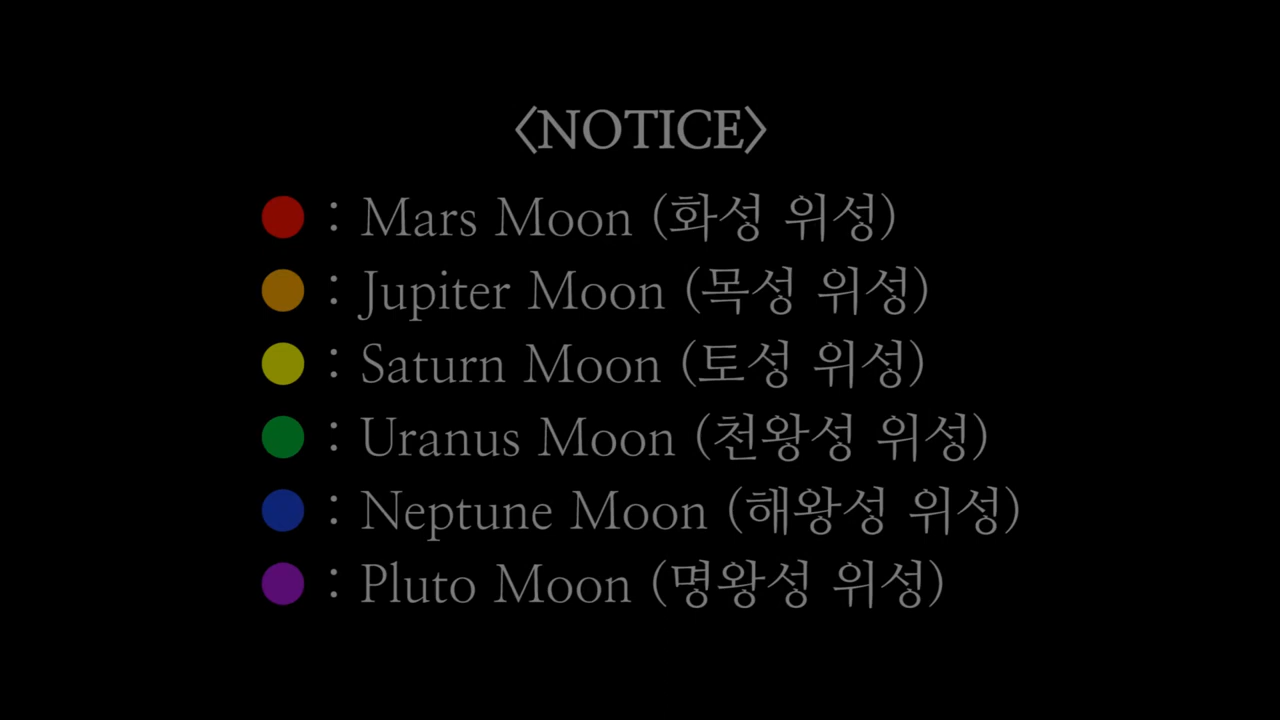 〈NOTICE〉
: Mars Moon (화성 위성)
: Jupiter Moon (목성 위성)
: Saturn Moon (토성 위성)
: Uranus Moon (천왕성 위성)
: Neptune Moon (해왕성 위성)
: Pluto Moon (명왕성 위성)